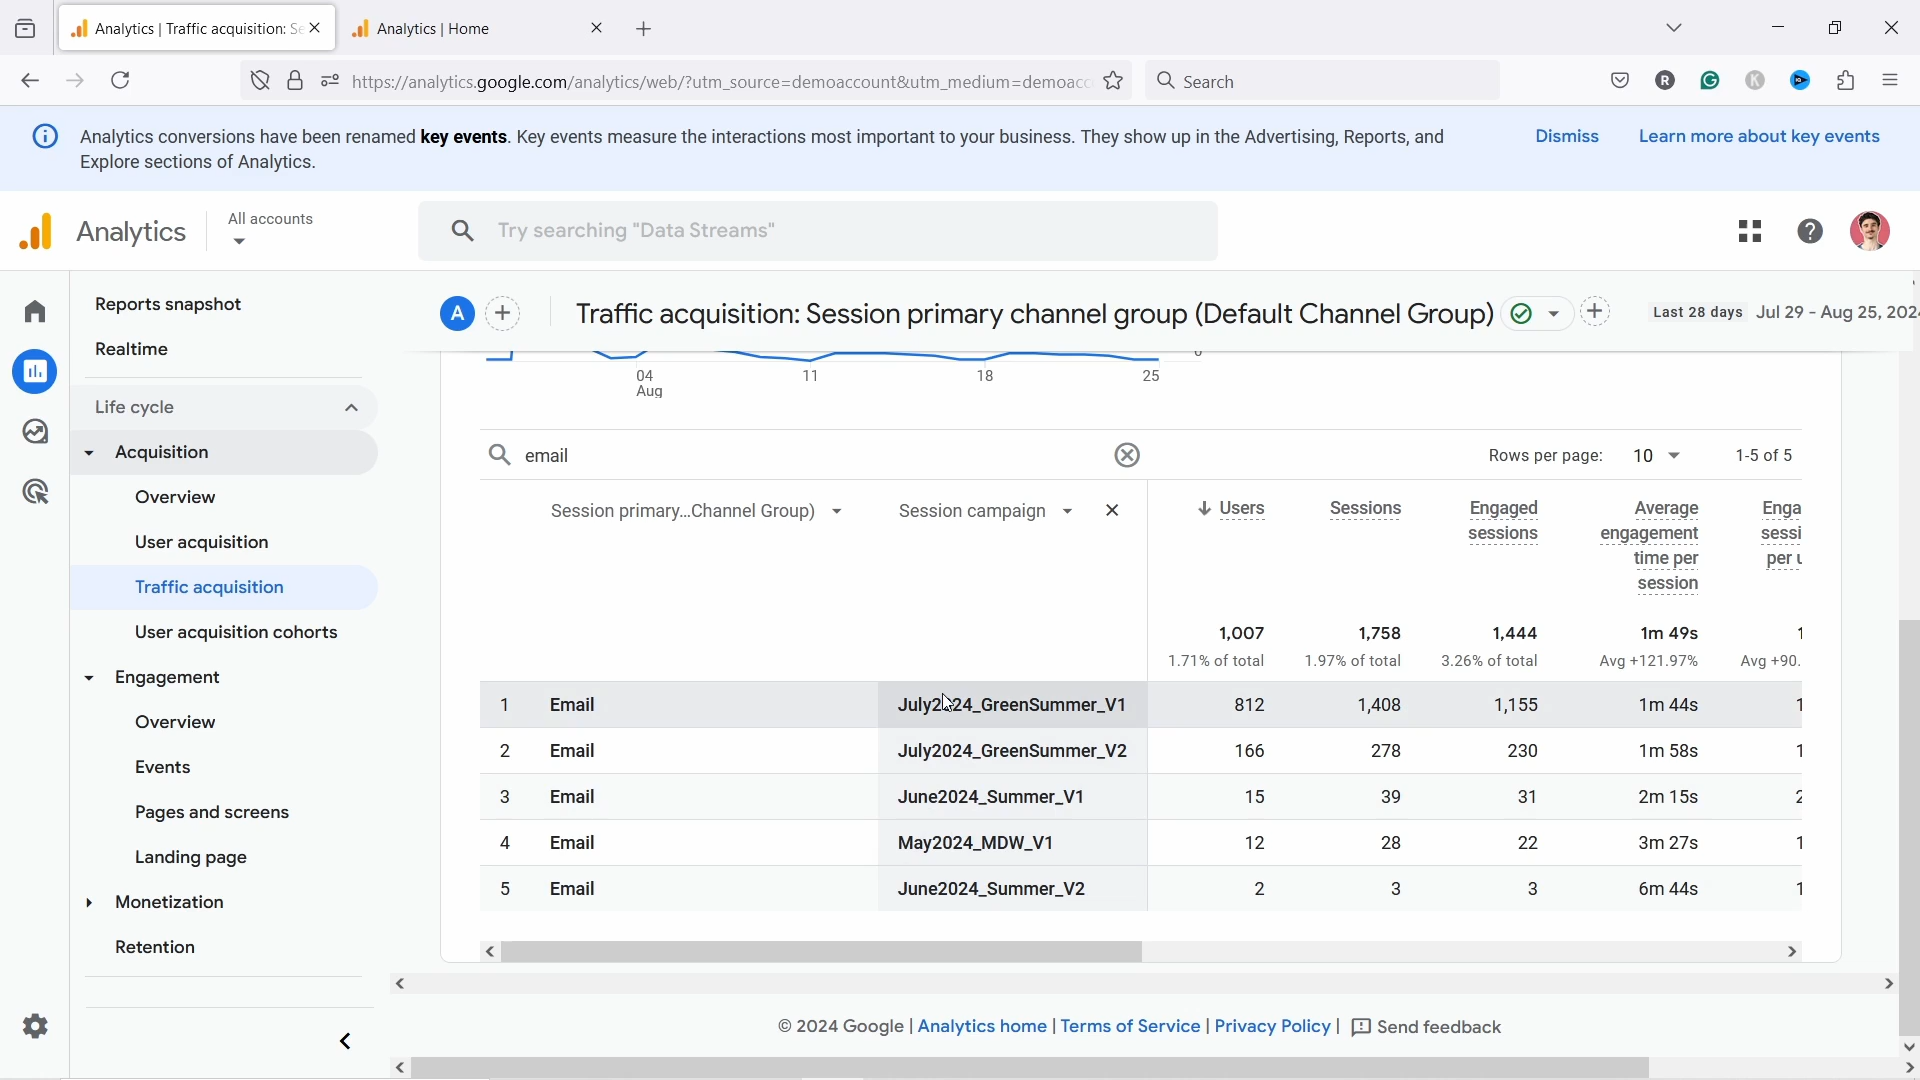 Analytics | Traffic acquisition: Se
Analytics | Home
https://analytics.google.com/analytics/web/?utm_source=demoaccount&utm_medium=demoacc
Search
Analytics conversions have been renamed key events. Key events measure the interactions most important to your business. They show up in the Advertising, Reports, and
Explore sections of Analytics.
Dismiss
Learn more about key events
Analytics
All accounts
Try searching "Data Streams"
Reports snapshot
Realtime
Life cycle
Acquisition
Overview
User acquisition
Traffic acquisition
User acquisition cohorts
Engagement
Overview
Events
Pages and screens
Landing page
Monetization
Retention
A
Traffic acquisition: Session primary channel group (Default Channel Group)
Last 28 days Jul 29 - Aug 25, 202
04 11 18 25
Aug
0
email
Rows per page: 10 1-5 of 5
Session primary...Channel Group)
Session campaign
Users
Sessions
Engaged
sessions
Average
engagement
time per
session
Enga
sessi
per u
1,007 1,758 1,444 1m 49s 1
1.71% of total 1.97% of total 3.26% of total Avg +121.97% Avg +90.
1 Email July2024_GreenSummer_V1 812 1,408 1,155 1m 44s 1
2 Email July2024_GreenSummer_V2 166 278 230 1m 58s 1
3 Email June2024_Summer_V1 15 39 31 2m 15s 2
4 Email May2024_MDW_V1 12 28 22 3m 27s 1
5 Email June2024_Summer_V2 2 3 3 6m 44s 1
© 2024 Google | Analytics home | Terms of Service | Privacy Policy | Send feedback